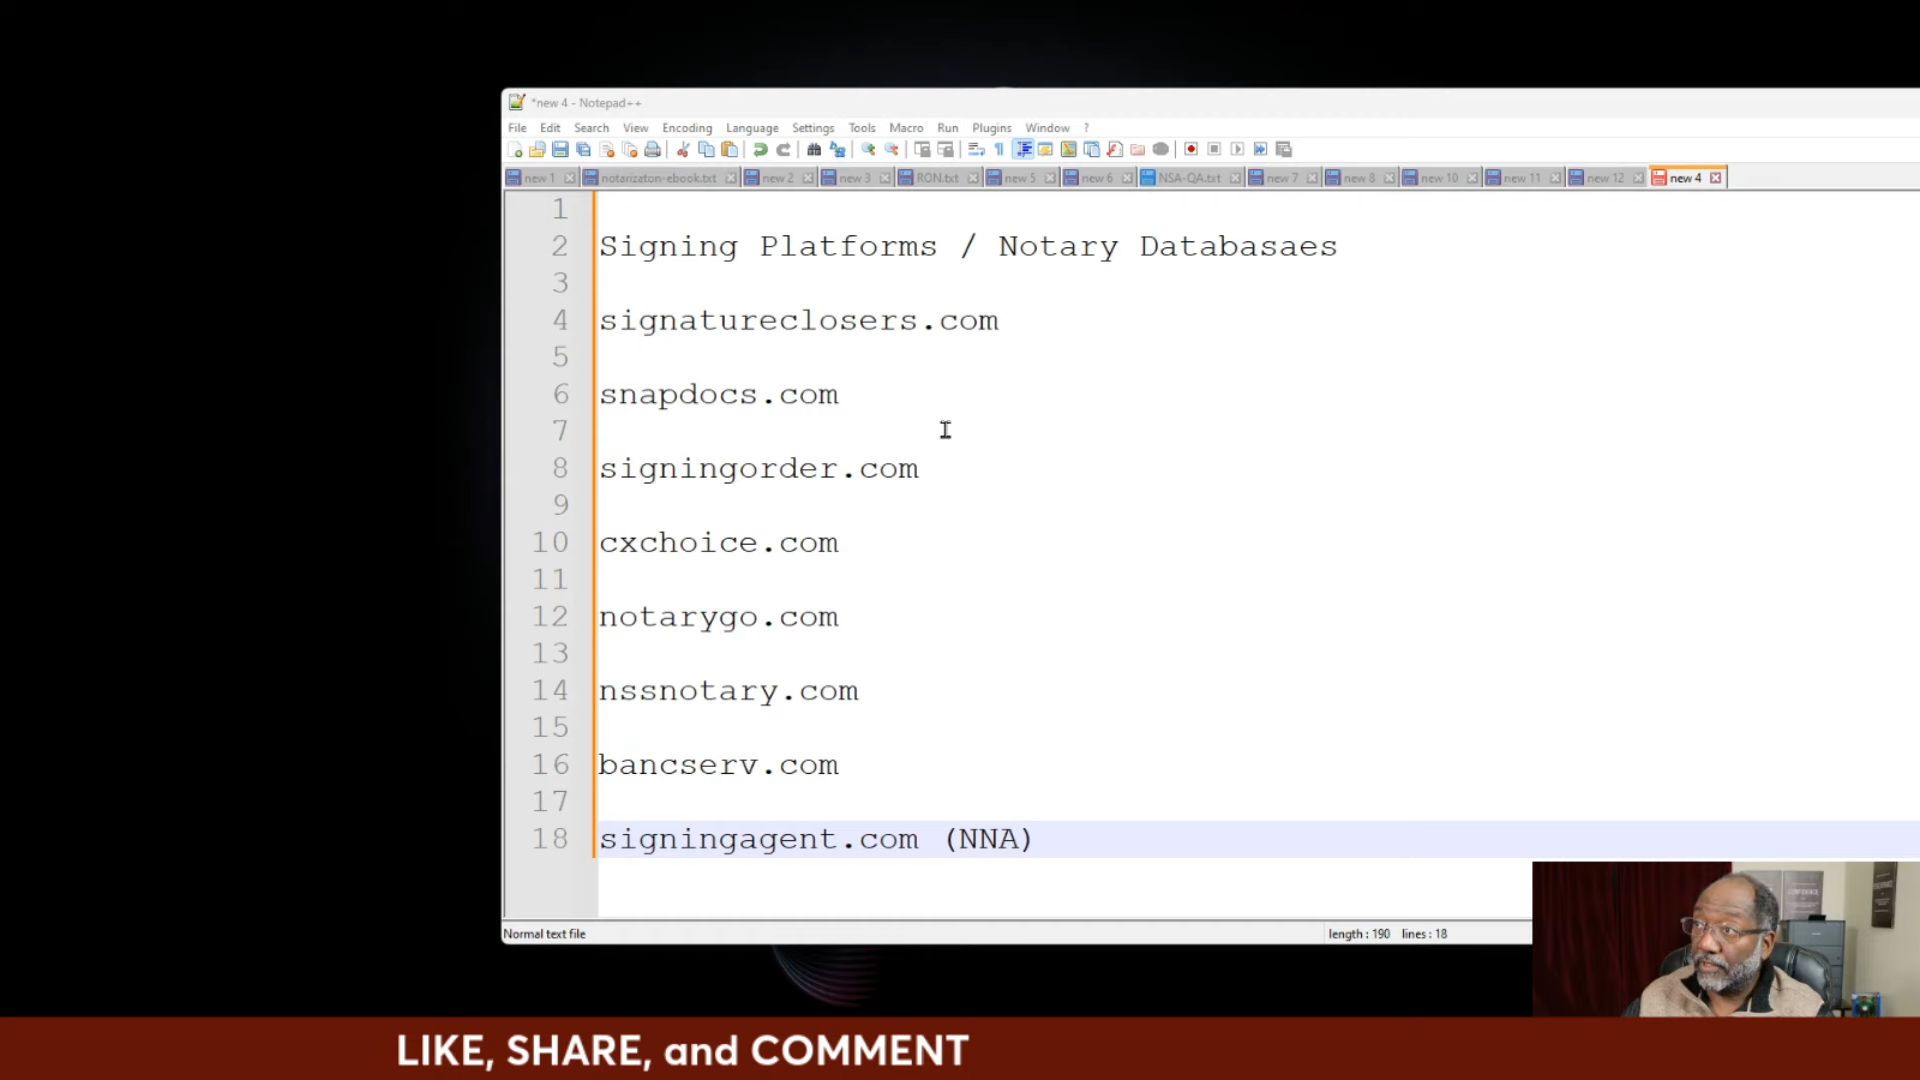 *new 4 - Notepad++
File Edit Search View Encoding Language Settings Tools Macro Run Plugins Window ?
new 1 notarizaton-ebook.txt new 2 new 3 RON.txt new 5 new 6 NSA-QA.txt new 7 new 8 new 10 new 11 new 12 new 4
1
2 Signing Platforms / Notary Databasaes
3
4 signatureclosers.com
5
6 snapdocs.com
7
8 signingorder.com
9
10 cxchoice.com
11
12 notarygo.com
13
14 nssnotary.com
15
16 bancserv.com
17
18 signingagent.com (NNA)
Normal text file length : 190 lines : 18
LIKE, SHARE, and COMMENT